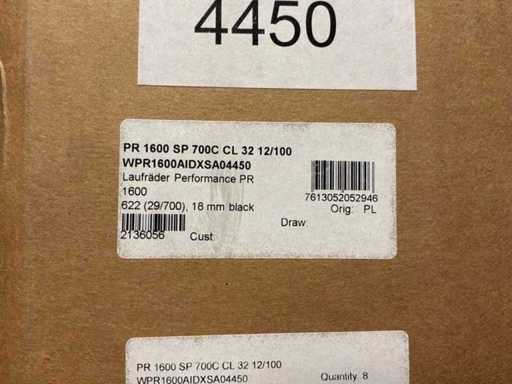 4450
PR 1600 SP 700C CL 32 12/100
WPR1600AIDXSA04450
Laufräder Performance PR
1600
622 (29/700), 18 mm black
7613052052946
Orig: PL
Draw:
2136056 Cust
PR 1600 SP 700C CL 32 12/100
WPR1600AIDXSA04450
Quantity 8